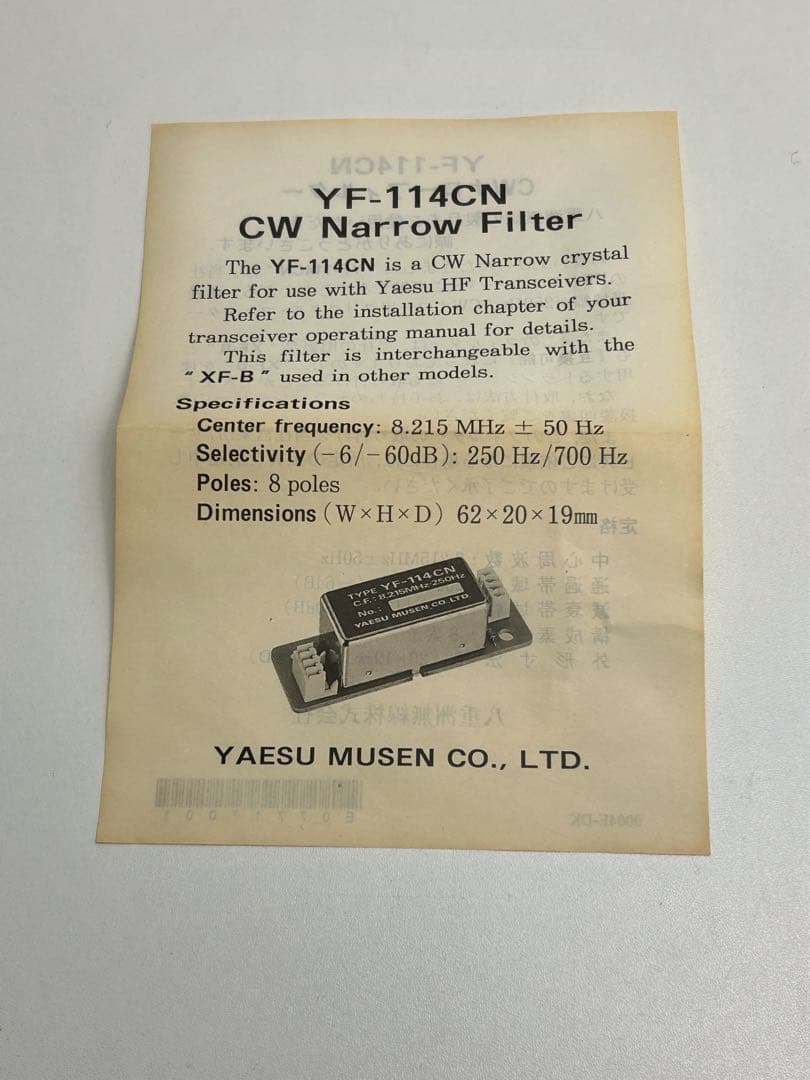 YF-114CN
CW Narrow Filter
The YF-114CN is a CW Narrow crystal
filter for use with Yaesu HF Transceivers.
Refer to the installation chapter of your
transceiver operating manual for details.
This filter is interchangeable with the
“ XF-B ” used in other models.
Specifications
Center frequency: 8.215 MHz ± 50 Hz
Selectivity (−6/−60dB): 250 Hz/700 Hz
Poles: 8 poles
Dimensions (W×H×D) 62×20×19mm
TYPE YF-114CN
C.F.: 8.215MHz-250Hz
No.:
YAESU MUSEN CO.,LTD.
YAESU MUSEN CO., LTD.